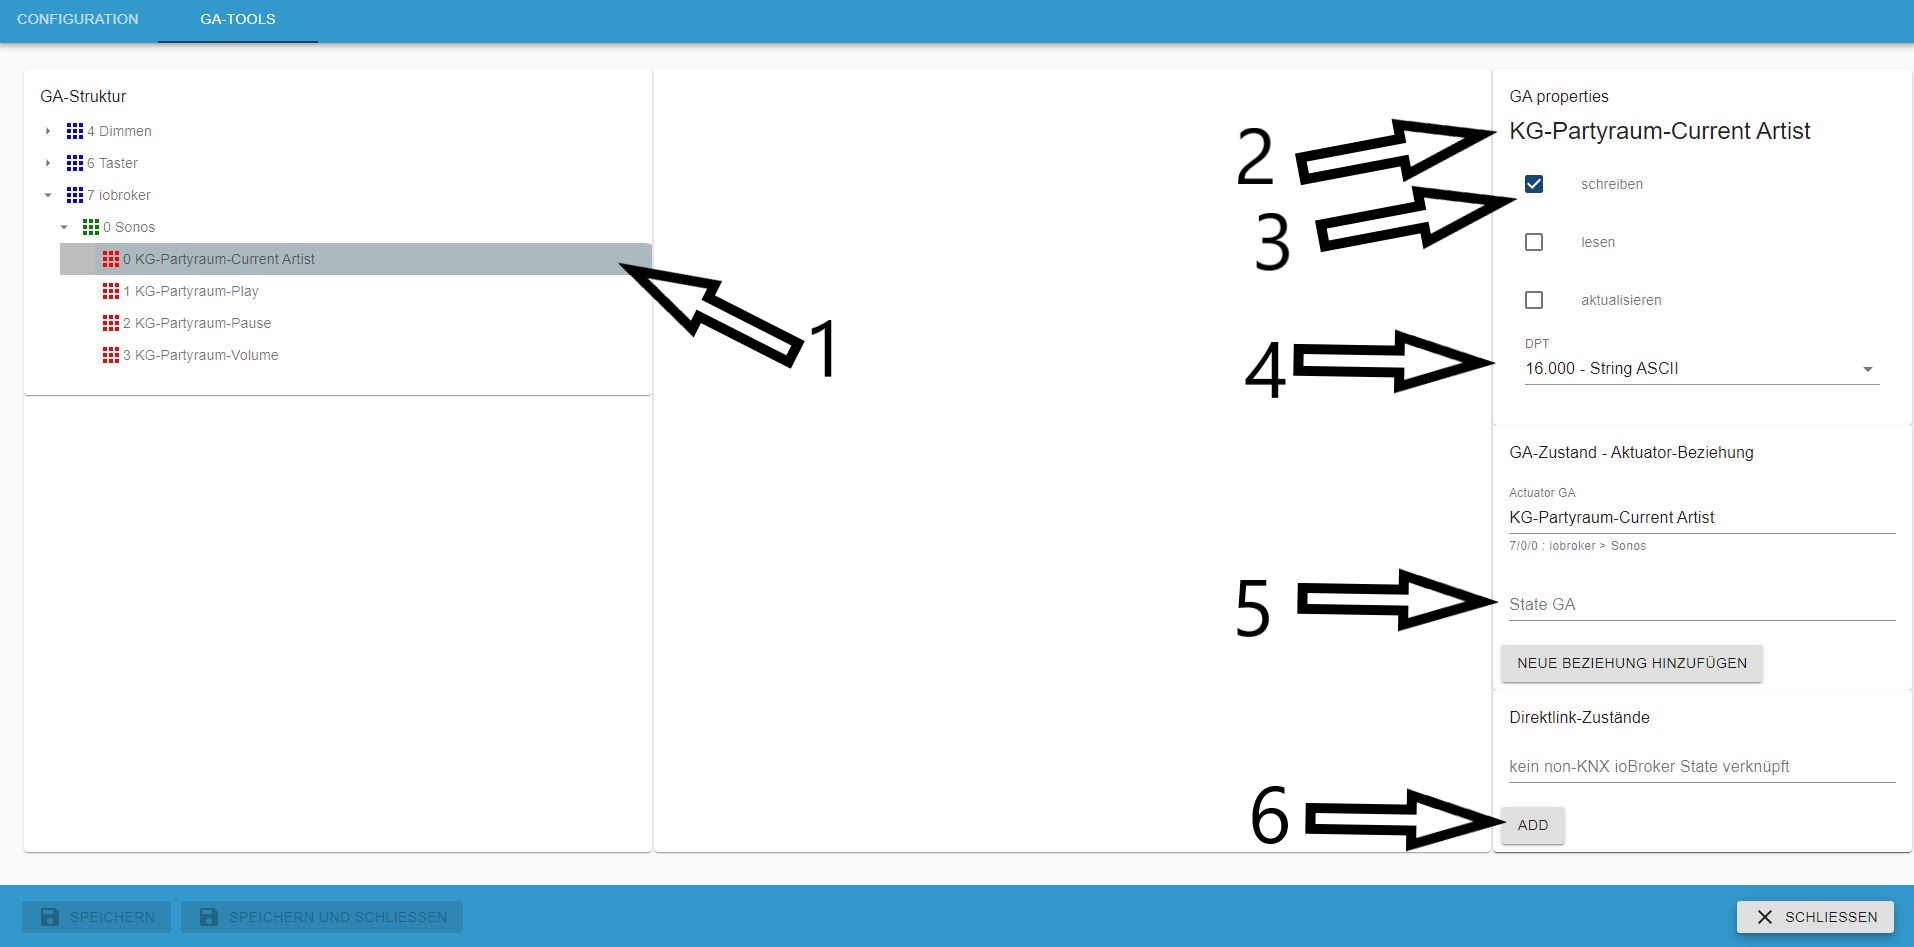 CONFIGURATION
GA-TOOLS
GA-Struktur
4 Dimmen
6 Taster
7 iobroker
0 Sonos
0 KG-Partyraum-Current Artist
1 KG-Partyraum-Play
2 KG-Partyraum-Pause
3 KG-Partyraum-Volume
1
GA properties
KG-Partyraum-Current Artist
2
schreiben
3
lesen
aktualisieren
DPT
16.000 - String ASCII
4
GA-Zustand - Aktuator-Beziehung
Actuator GA
KG-Partyraum-Current Artist
7/0/0 : iobroker > Sonos
5
State GA
NEUE BEZIEHUNG HINZUFÜGEN
Direktlink-Zustände
kein non-KNX ioBroker State verknüpft
6
ADD
SPEICHERN
SPEICHERN UND SCHLIESSEN
SCHLIESSEN